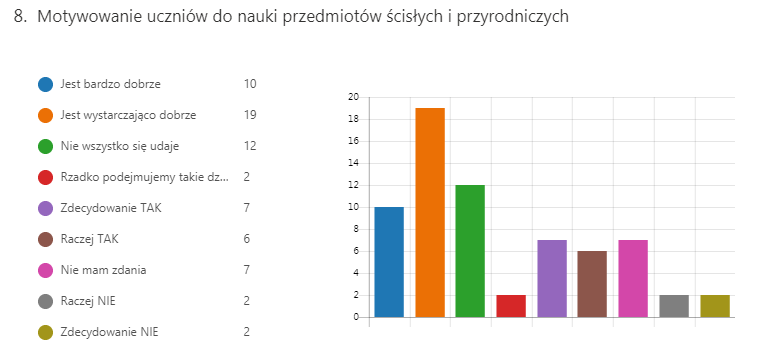 8. Motywowanie uczniów do nauki przedmiotów ścisłych i przyrodniczych
Jest bardzo dobrze 10
Jest wystarczająco dobrze 19
Nie wszystko się udaje 12
Rzadko podejmujemy takie dz... 2
Zdecydowanie TAK 7
Raczej TAK 6
Nie mam zdania 7
Raczej NIE 2
Zdecydowanie NIE 2
20
18
16
14
12
10
8
6
4
2
0